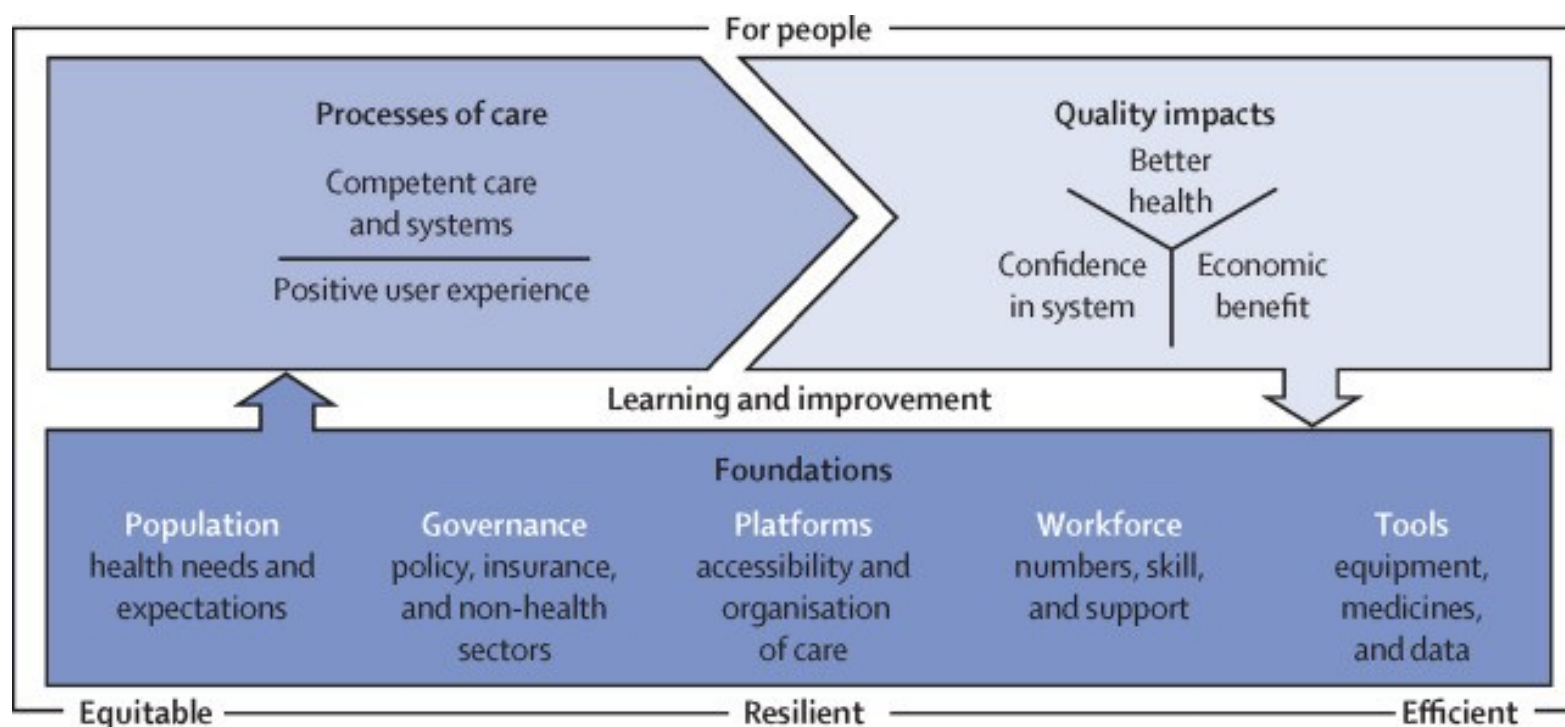 For people
Processes of care
Competent care
and systems
Positive user experience
Quality impacts
Better
health
Confidence
in system
Economic
benefit
Learning and improvement
Foundations
Population
health needs and
expectations
Governance
policy, insurance,
and non-health
sectors
Platforms
accessibility and
organisation
of care
Workforce
numbers, skill,
and support
Tools
equipment,
medicines,
and data
Equitable
Resilient
Efficient